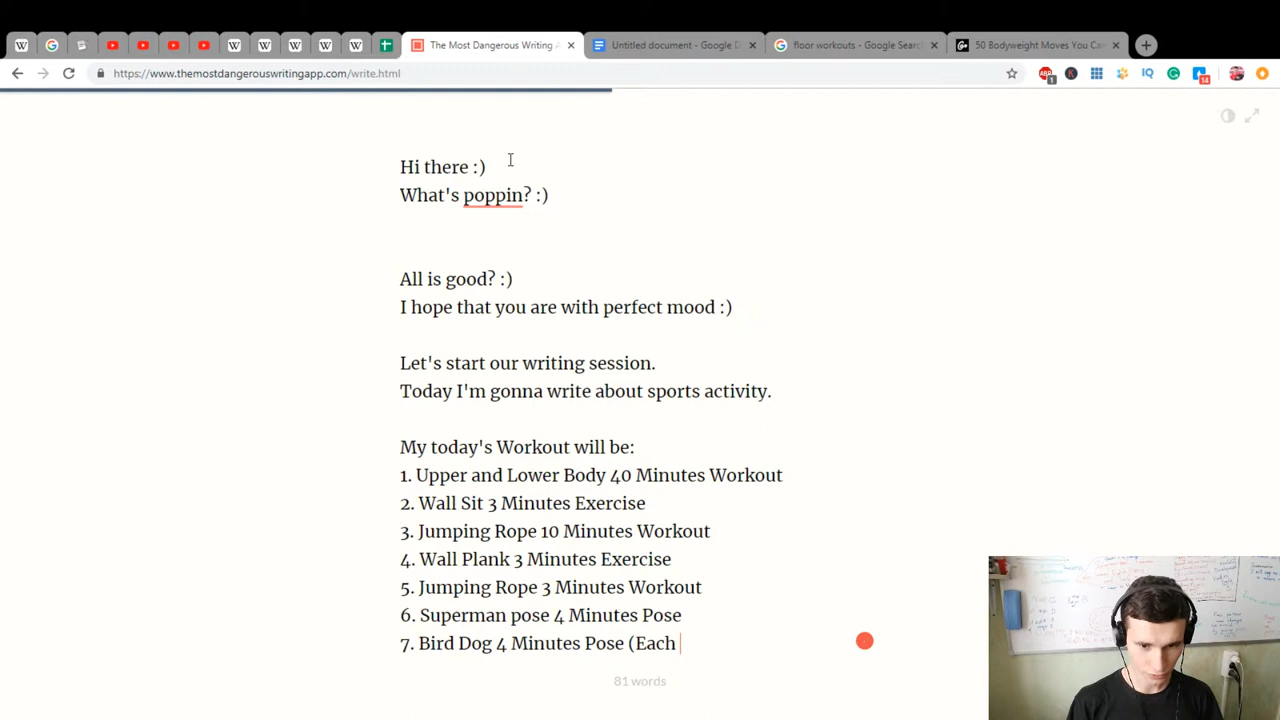 The Most Dangerous Writing A
Untitled document - Google D
floor workouts - Google Search
50 Bodyweight Moves You Can
https://www.themostdangerouswritingapp.com/write.html
1
14
Hi there :)
What's poppin? :)
All is good? :)
I hope that you are with perfect mood :)
Let's start our writing session.
Today I'm gonna write about sports activity.
My today's Workout will be:
1. Upper and Lower Body 40 Minutes Workout
2. Wall Sit 3 Minutes Exercise
3. Jumping Rope 10 Minutes Workout
4. Wall Plank 3 Minutes Exercise
5. Jumping Rope 3 Minutes Workout
6. Superman pose 4 Minutes Pose
7. Bird Dog 4 Minutes Pose (Each
81 words